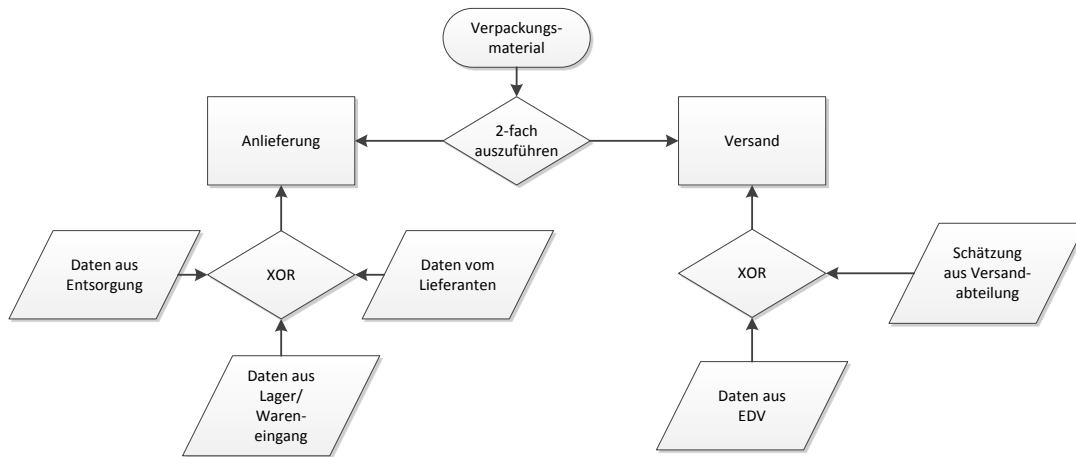 Verpackungs-
material
Anlieferung
2-fach
auszuführen
Versand
Daten aus
Entsorgung
XOR
Daten vom
Lieferanten
XOR
Schätzung
aus Versand-
abteilung
Daten aus
Lager/
Waren-
eingang
Daten aus
EDV